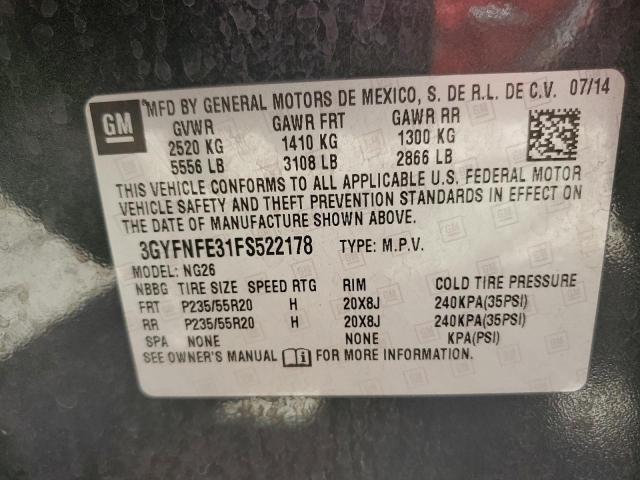 GM
MFD BY GENERAL MOTORS DE MEXICO, S. DE R.L. DE C.V. 07/14
GVWR GAWR FRT GAWR RR
2520 KG 1410 KG 1300 KG
5556 LB 3108 LB 2866 LB
THIS VEHICLE CONFORMS TO ALL APPLICABLE U.S. FEDERAL MOTOR
VEHICLE SAFETY AND THEFT PREVENTION STANDARDS IN EFFECT ON
THE DATE OF MANUFACTURE SHOWN ABOVE.
3GYFNFE31FS522178 TYPE: M.P.V.
MODEL: NG26
NBBG TIRE SIZE SPEED RTG RIM COLD TIRE PRESSURE
FRT P235/55R20 H 20X8J 240KPA(35PSI)
RR P235/55R20 H 20X8J 240KPA(35PSI)
SPA NONE NONE KPA(PSI)
SEE OWNER'S MANUAL FOR MORE INFORMATION.